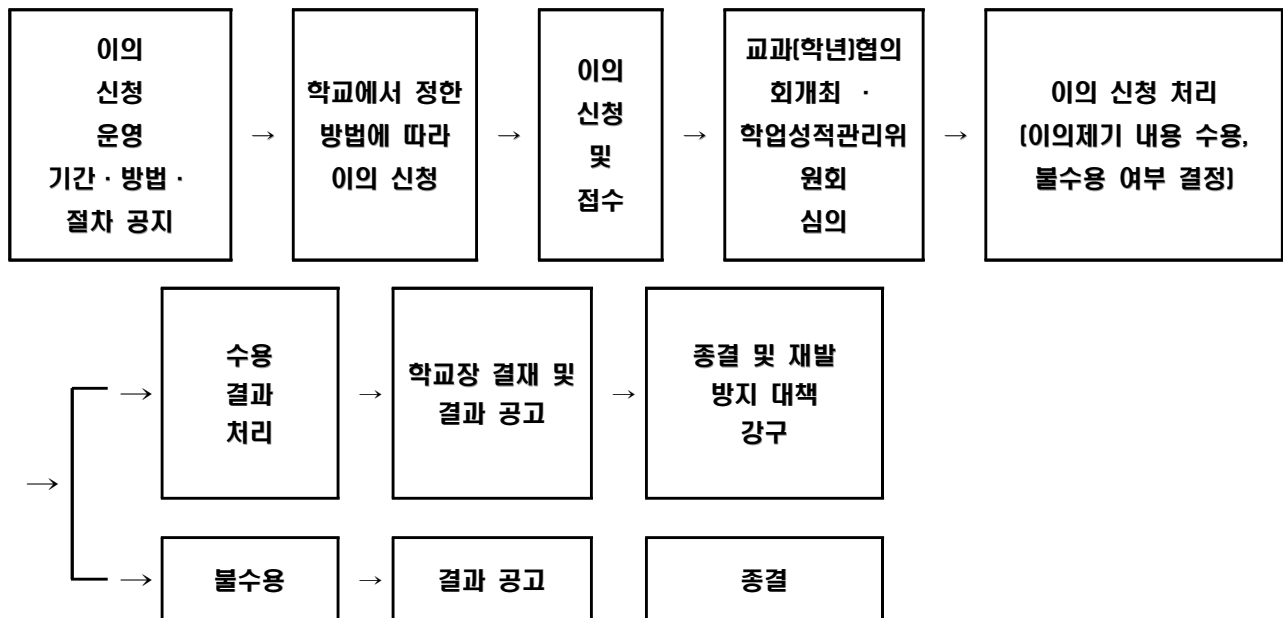 이의
신청
운영
기간·방법·
절차 공지
→
학교에서 정한
방법에 따라
이의 신청
→
이의
신청
및
접수
→
교과(학년)협의
회개최 ·
학업성적관리위
원회
심의
→
이의 신청 처리
(이의제기 내용 수용,
불수용 여부 결정)
→
→
수용
결과
처리
→
학교장 결재 및
결과 공고
→
종결 및 재발
방지 대책
강구
→
불수용
→
결과 공고
종결